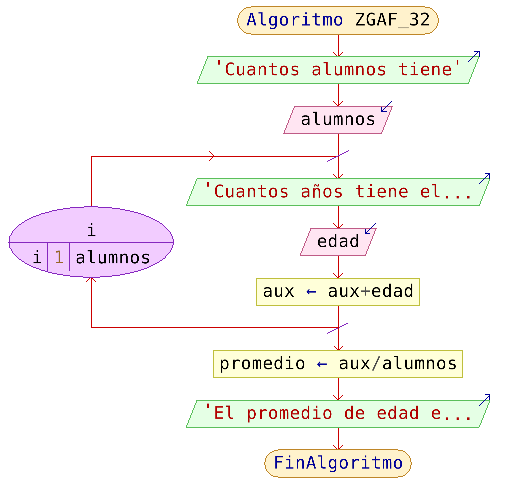 Algoritmo ZGAF_32
'Cuantos alumnos tiene'
alumnos
'Cuantos años tiene el...
i
i 1 alumnos
edad
aux ← aux+edad
promedio ← aux/alumnos
'El promedio de edad e...
FinAlgoritmo